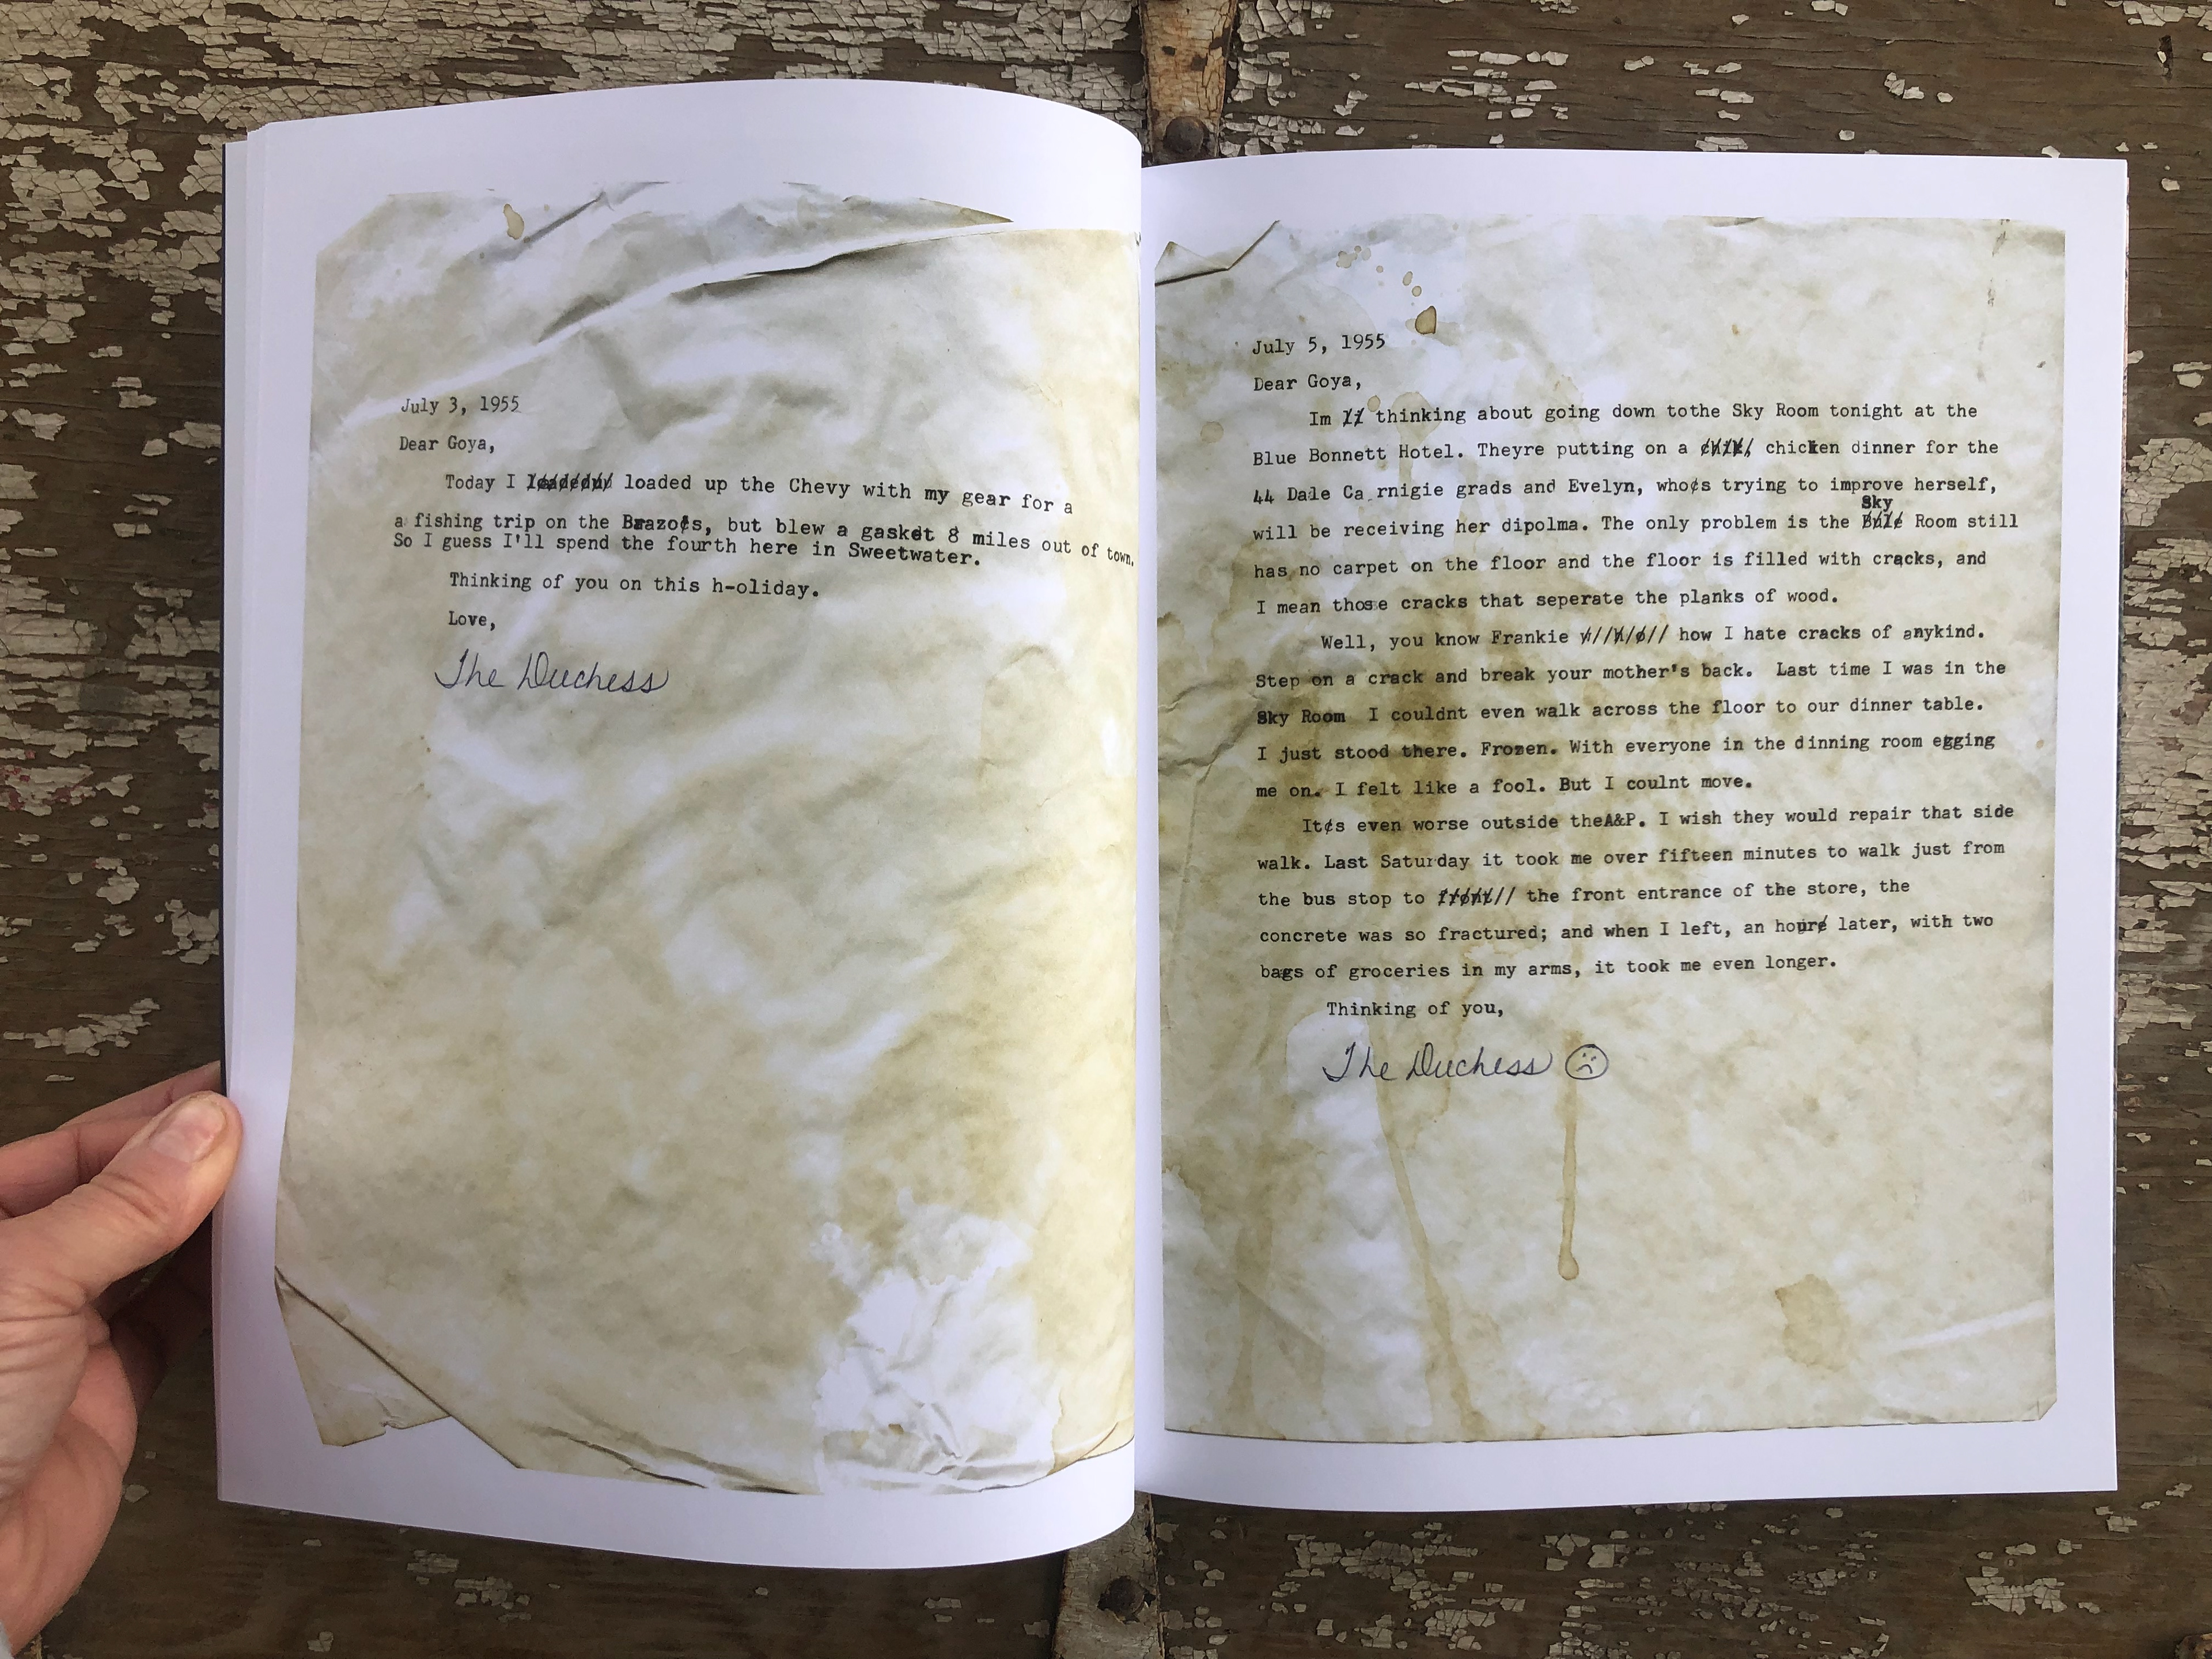 July 3, 1955
Dear Goya,
Today I loaded up the Chevy with my gear for a
a fishing trip on the Brazo's, but blew a gasket 8 miles out of town.
So I guess I'll spend the fourth here in Sweetwater.
Thinking of you on this h-oliday.
Love,
The Duchess
July 5, 1955
Dear Goya,
Im thinking about going down tothe Sky Room tonight at the
Blue Bonnett Hotel. Theyre putting on a chicken dinner for the
44 Dale Ca rnigie grads and Evelyn, who's trying to improve herself,
Sky
will be receiving her dipolma. The only problem is the Room still
has no carpet on the floor and the floor is filled with cracks, and
I mean those cracks that seperate the planks of wood.
Well, you know Frankie how I hate cracks of anykind.
Step on a crack and break your mother's back. Last time I was in the
Sky Room I couldnt even walk across the floor to our dinner table.
I just stood there. Frozen. With everyone in the dinning room egging
me on. I felt like a fool. But I coulnt move.
It's even worse outside theA&P. I wish they would repair that side
walk. Last Saturday it took me over fifteen minutes to walk just from
the bus stop to front// the front entrance of the store, the
concrete was so fractured; and when I left, an hour later, with two
bags of groceries in my arms, it took me even longer.
Thinking of you,
The Duchess